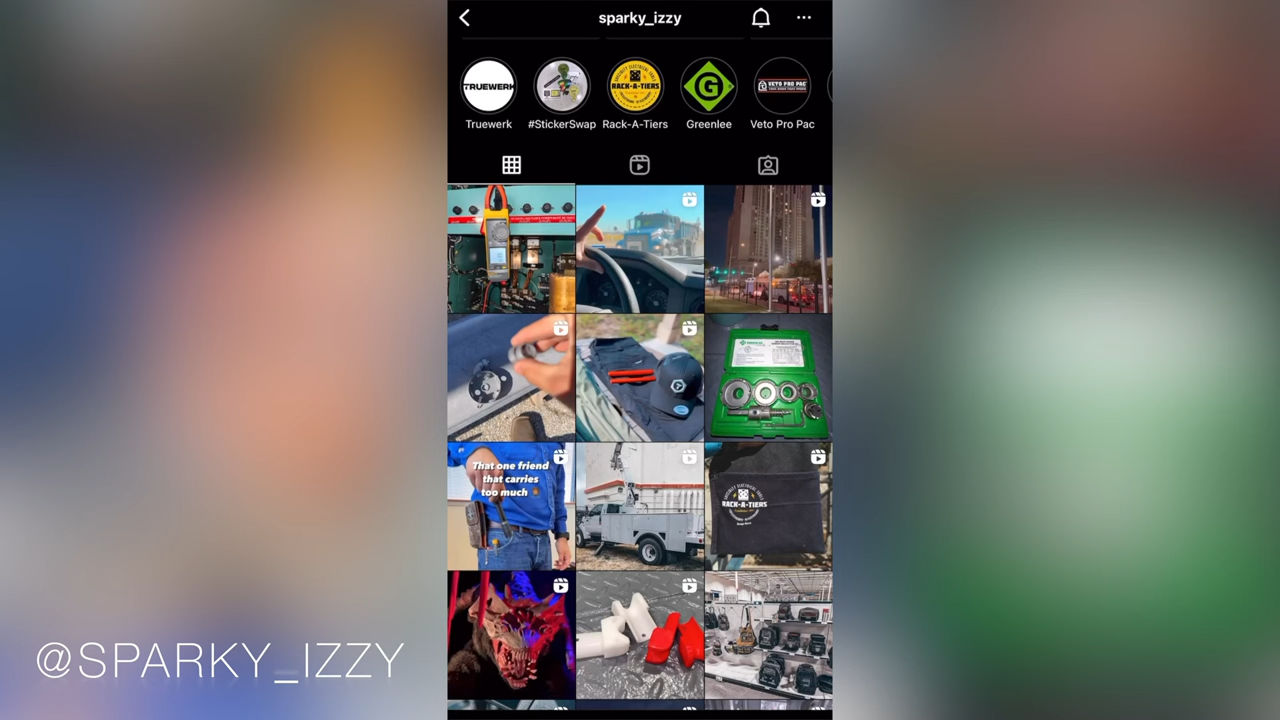 sparky_izzy
TRUEWERK
RACK-A-TIERS
G
VETO PRO PAC
Truewerk
#StickerSwap
Rack-A-Tiers
Greenlee
Veto Pro Pac
That one friend
that carries
too much
RACK-A-TIERS
@SPARKY_IZZY